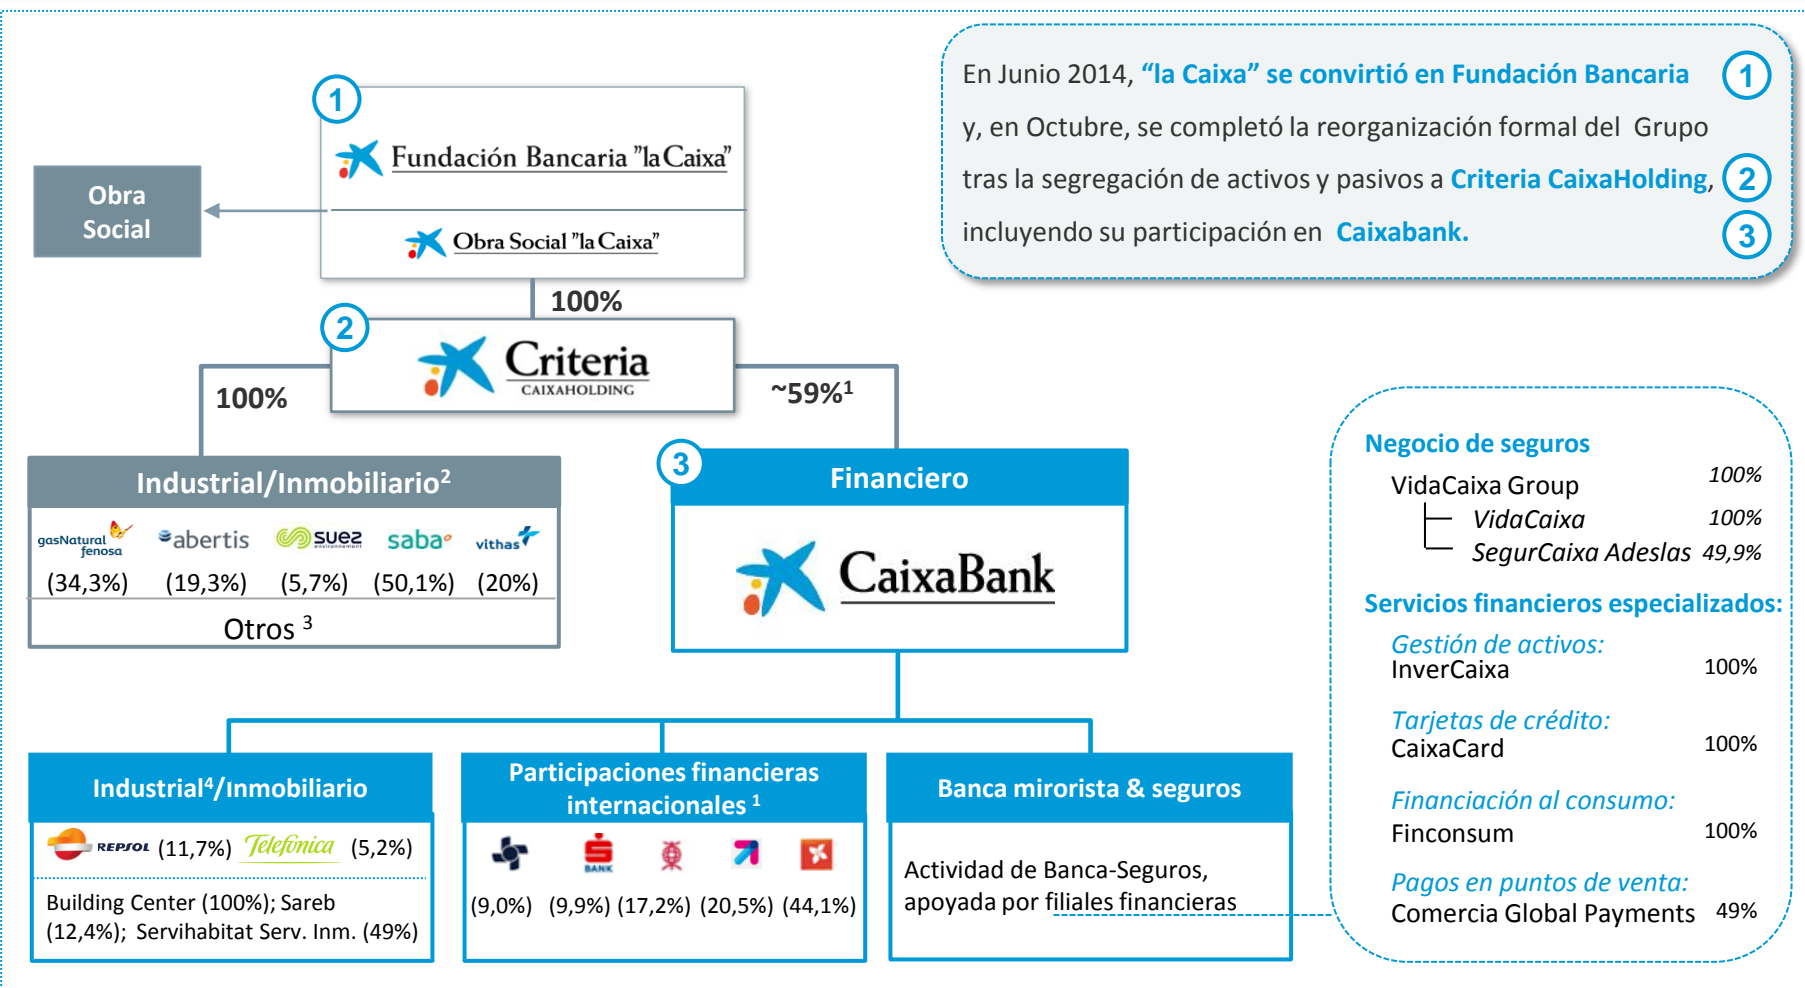 En Junio 2014, “la Caixa” se convirtió en Fundación Bancaria 1
y, en Octubre, se completó la reorganización formal del Grupo
tras la segregación de activos y pasivos a Criteria CaixaHolding, 2
incluyendo su participación en Caixabank. 3
1
Fundación Bancaria ”la Caixa”
Obra Social ”la Caixa”
Obra
Social
100%
2
Criteria
CAIXAHOLDING
100%
~59%1
Industrial/Inmobiliario2
gasNatural
fenosa
abertis
suez
environnement
saba
vithas
(34,3%) (19,3%) (5,7%) (50,1%) (20%)
Otros 3
3
Financiero
CaixaBank
Industrial4/Inmobiliario
REPSOL (11,7%) Telefónica (5,2%)
Building Center (100%); Sareb
(12,4%); Servihabitat Serv. Inm. (49%)
Participaciones financieras
internacionales 1
S
BANK
(9,0%) (9,9%) (17,2%) (20,5%) (44,1%)
Banca mirorista & seguros
Actividad de Banca-Seguros,
apoyada por filiales financieras
Negocio de seguros
VidaCaixa Group 100%
VidaCaixa 100%
SegurCaixa Adeslas 49,9%
Servicios financieros especializados:
Gestión de activos:
InverCaixa 100%
Tarjetas de crédito:
CaixaCard 100%
Financiación al consumo:
Finconsum 100%
Pagos en puntos de venta:
Comercia Global Payments 49%